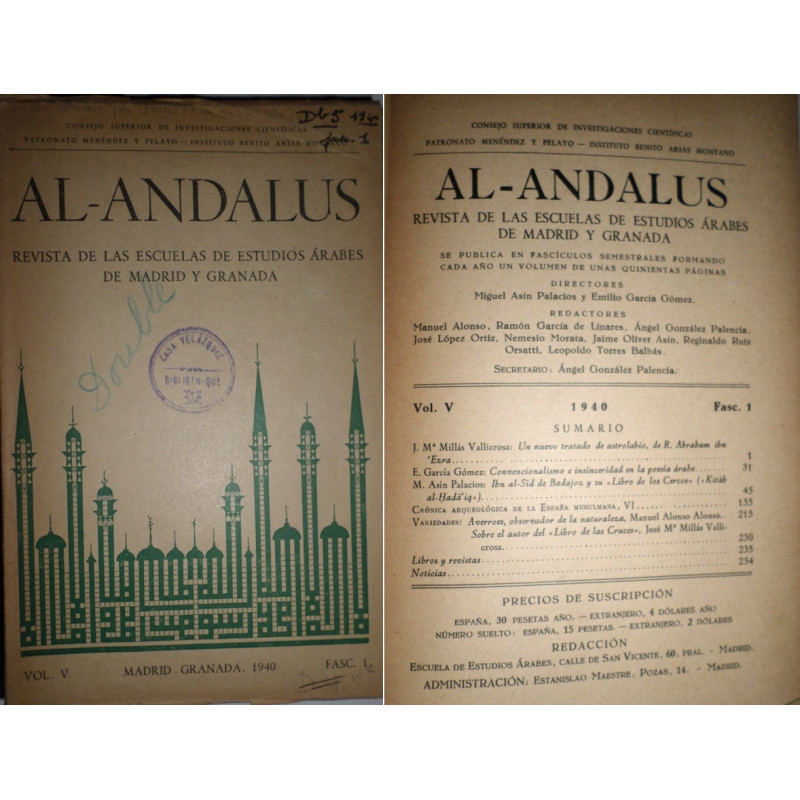 Db5 1940
fasc. 1
CONSEJO SUPERIOR DE INVESTIGACIONES CIENTÍFICAS
PATRONATO MENÉNDEZ Y PELAYO — INSTITUTO BENITO ARIAS MO
AL-ANDALUS
REVISTA DE LAS ESCUELAS DE ESTUDIOS ÁRABES
DE MADRID Y GRANADA
Double
CASA VELÁZQUEZ
BIBLIOTHÈQUE
VOL. V
MADRID - GRANADA. 1940
FASC. 1
CONSEJO SUPERIOR DE INVESTIGACIONES CIENTÍFICAS
PATRONATO MENÉNDEZ Y PELAYO — INSTITUTO BENITO ARIAS MONTANO
AL-ANDALUS
REVISTA DE LAS ESCUELAS DE ESTUDIOS ÁRABES
DE MADRID Y GRANADA
SE PUBLICA EN FASCÍCULOS SEMESTRALES FORMANDO
CADA AÑO UN VOLUMEN DE UNAS QUINIENTAS PÁGINAS
DIRECTORES
Miguel Asín Palacios y Emilio García Gómez.
REDACTORES
Manuel Alonso, Ramón García de Linares, Ángel González Palencia,
José López Ortiz, Nemesio Morata, Jaime Oliver Asín, Reginaldo Ruiz
Orsatti, Leopoldo Torres Balbás.
SECRETARIO: Ángel González Palencia.
Vol. V 1940 Fasc. 1
SUMARIO
J. Mª Millás Vallicrosa: Un nuevo tratado de astrolabio, de R. Abraham ibn
'Ezra ..... 1
E. García Gómez: Convencionalismo e insinceridad en la poesía árabe ..... 31
M. Asín Palacios: Ibn al-Sīd de Badajoz y su «Libro de los Cercos» («Kitāb
al-Ḥadā'iq») ..... 45
CRÓNICA ARQUEOLÓGICA DE LA ESPAÑA MUSULMANA, VI ..... 155
VARIEDADES: Averroes, observador de la naturaleza, Manuel Alonso Alonso. 215
Sobre el autor del «Libro de las Cruces», José Mª Millás Valli-
crosa ..... 230
Libros y revistas ..... 235
Noticias ..... 254
PRECIOS DE SUSCRIPCIÓN
ESPAÑA, 30 PESETAS AÑO. — EXTRANJERO, 4 DÓLARES AÑO
NÚMERO SUELTO: ESPAÑA, 15 PESETAS. — EXTRANJERO, 2 DÓLARES
REDACCIÓN
ESCUELA DE ESTUDIOS ÁRABES, CALLE DE SAN VICENTE, 60, PRAL. - MADRID.
ADMINISTRACIÓN: ESTANISLAO MAESTRE, POZAS, 14. - MADRID.